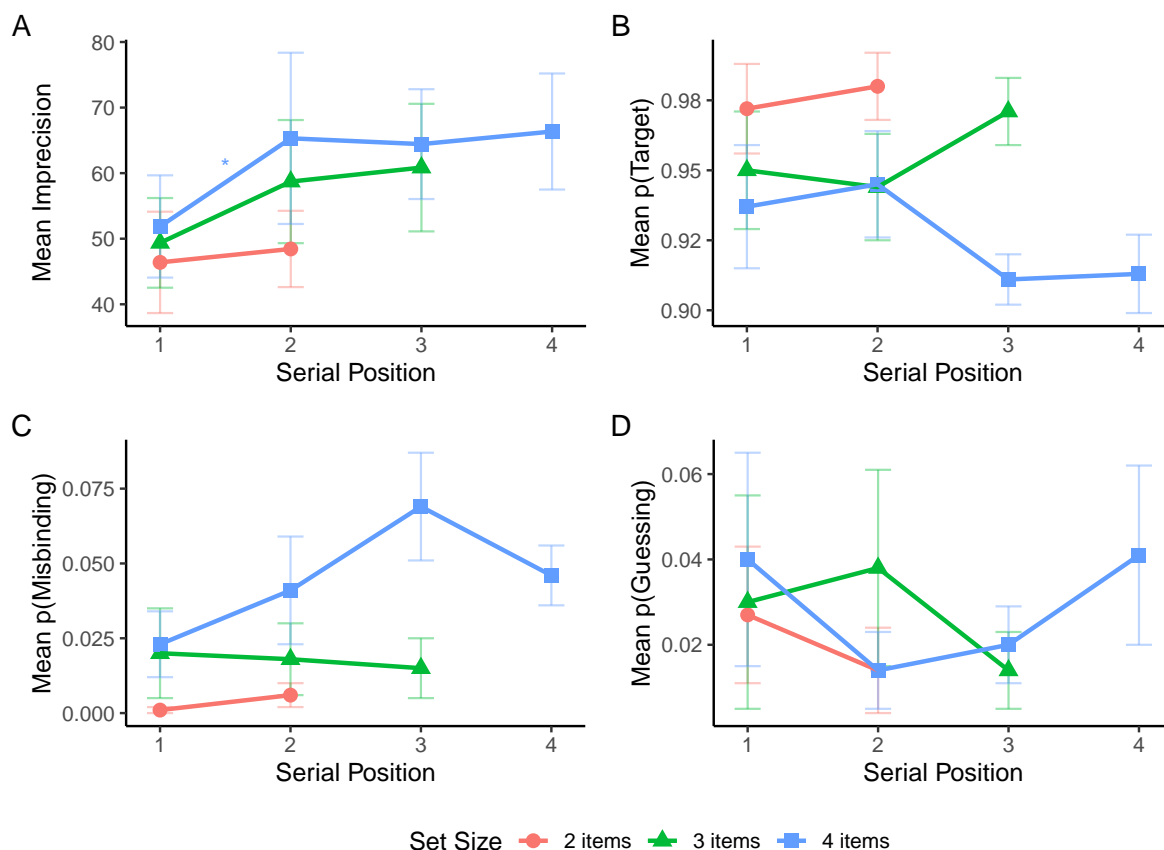 A
Mean Imprecision
80
70
60
50
40
*
1 2 3 4
Serial Position
B
Mean p(Target)
0.98
0.95
0.92
0.90
1 2 3 4
Serial Position
C
Mean p(Misbinding)
0.075
0.050
0.025
0.000
1 2 3 4
Serial Position
D
Mean p(Guessing)
0.06
0.04
0.02
1 2 3 4
Serial Position
Set Size 2 items 3 items 4 items